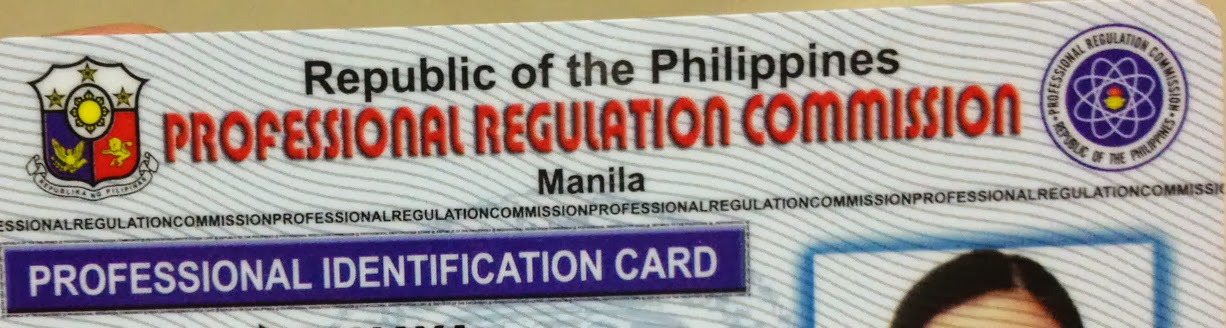 Republic of the Philippines
PROFESSIONAL REGULATION COMMISSION
Manila
REPUBLIKA NG PILIPINAS
PROFESSIONAL REGULATION COMMISSION
REPUBLIC OF THE PHILIPPINES
ESSIONALREGULATIONCOMMISSIONPROFESSIONALREGULATIONCOMMISSIONPROFESSIONALREGULATIONCOMMISSIONPROFESSIONALREGULATIONCOMMISSI
PROFESSIONAL IDENTIFICATION CARD